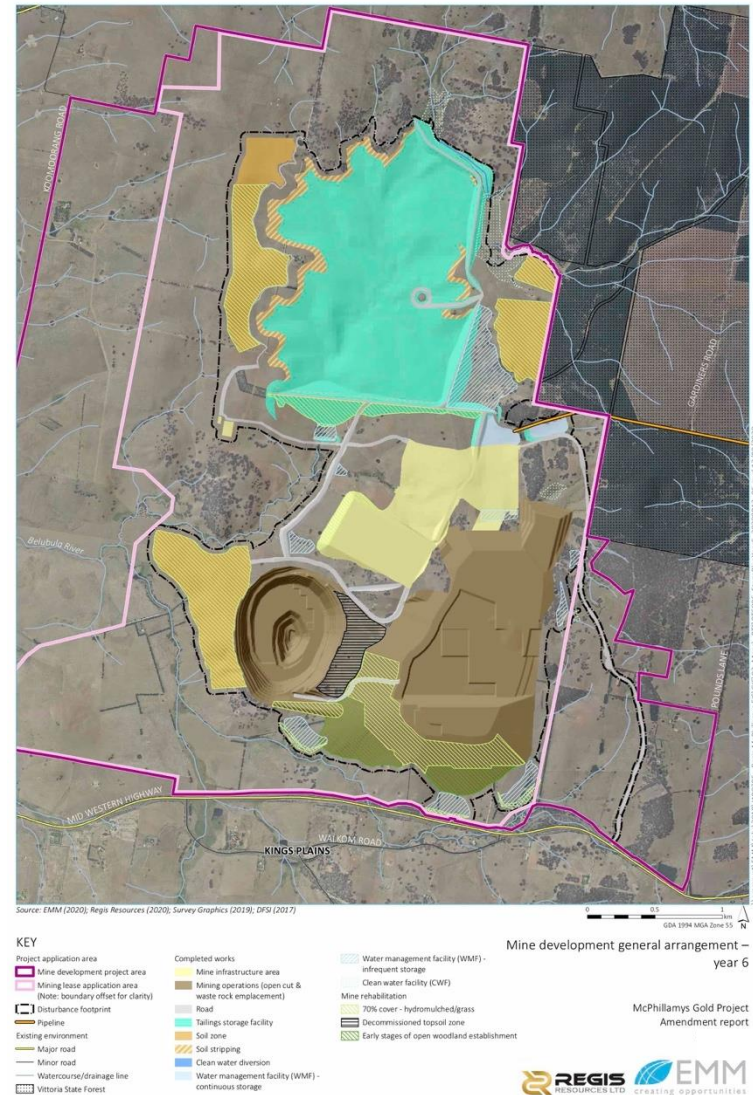 KOOMOORANG ROAD
GARDINERS ROAD
Belubula River
POUNDS LANE
MID WESTERN HIGHWAY
WALKOM ROAD
KINGS PLAINS
Source: EMM (2020); Regis Resources (2020); Survey Graphics (2019); DFSI (2017)
0 0.5 1
km
GDA 1994 MGA Zone 55
N
KEY
Project application area
Mine development project area
Mining lease application area
(Note: boundary offset for clarity)
Disturbance footprint
Pipeline
Existing environment
Major road
Minor road
Watercourse/drainage line
Vittoria State Forest
Completed works
Mine infrastructure area
Mining operations (open cut &
waste rock emplacement)
Road
Tailings storage facility
Soil zone
Soil stripping
Clean water diversion
Water management facility (WMF) -
continuous storage
Water management facility (WMF) -
infrequent storage
Clean water facility (CWF)
Mine rehabilitation
70% cover - hydromulched/grass
Decommissioned topsoil zone
Early stages of open woodland establishment
Mine development general arrangement –
year 6
McPhillamys Gold Project
Amendment report
REGIS
RESOURCES LTD
EMM
creating opportunities